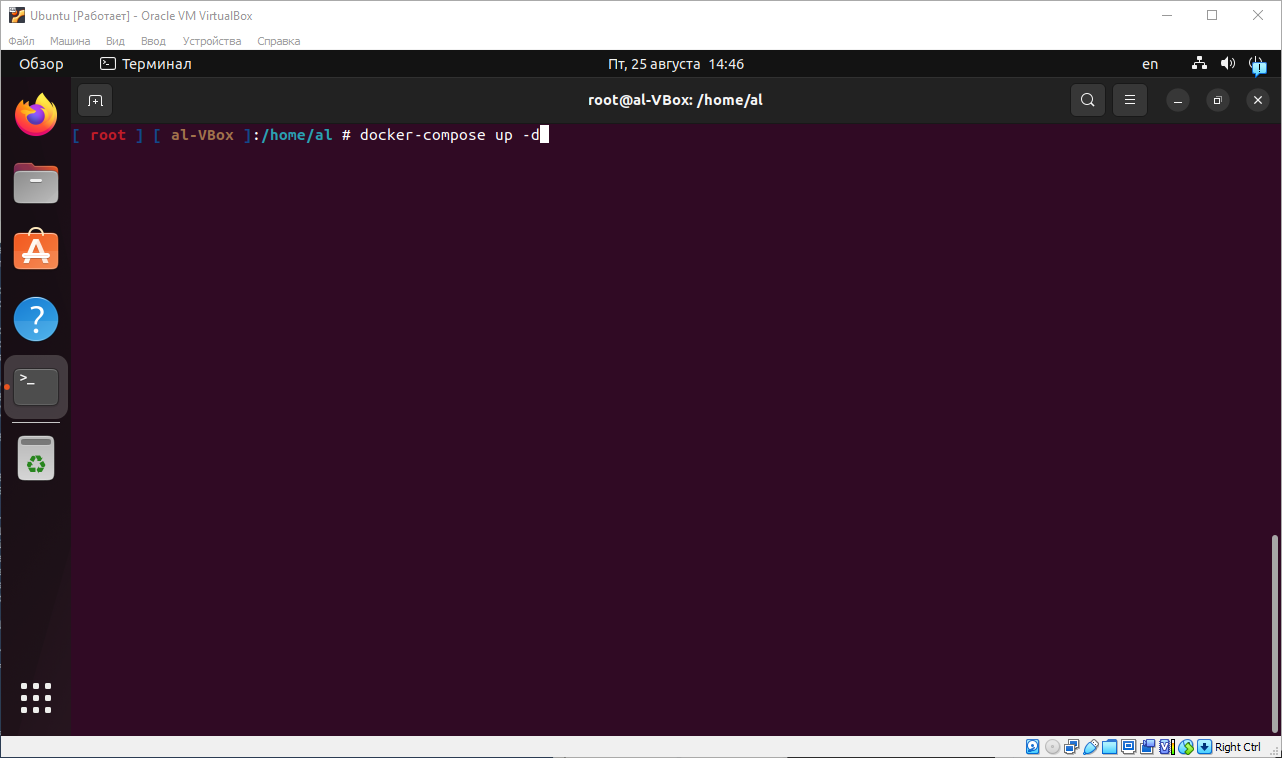 Ubuntu [Работает] - Oracle VM VirtualBox
Файл Машина Вид Ввод Устройства Справка
Обзор Терминал Пт, 25 августа 14:46 en
root@al-VBox: /home/al
[ root ] [ al-VBox ]:/home/al # docker-compose up -d
Right Ctrl